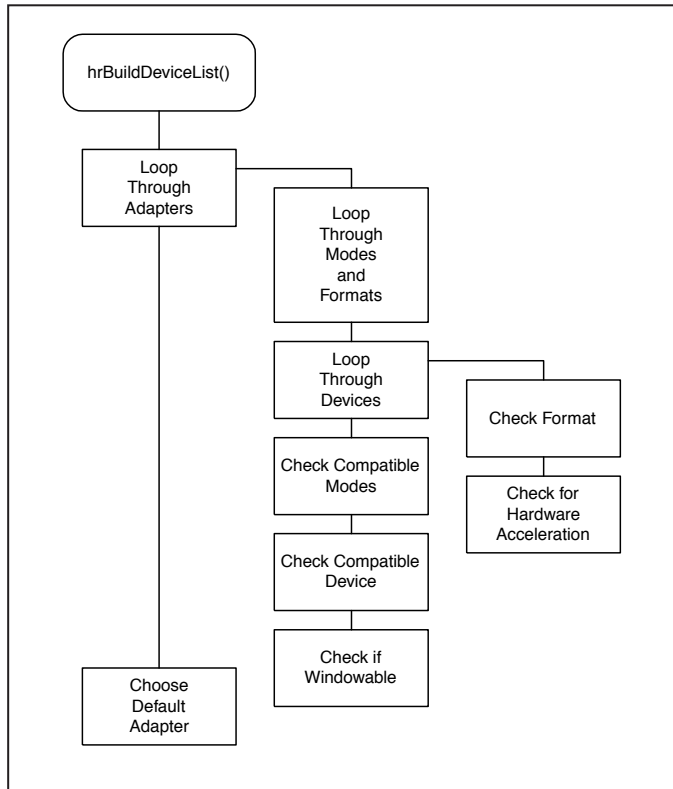 hrBuildDeviceList()
Loop
Through
Adapters
Loop
Through
Modes
and
Formats
Loop
Through
Devices
Check Format
Check Compatible
Modes
Check for
Hardware
Acceleration
Check Compatible
Device
Check if
Windowable
Choose
Default
Adapter